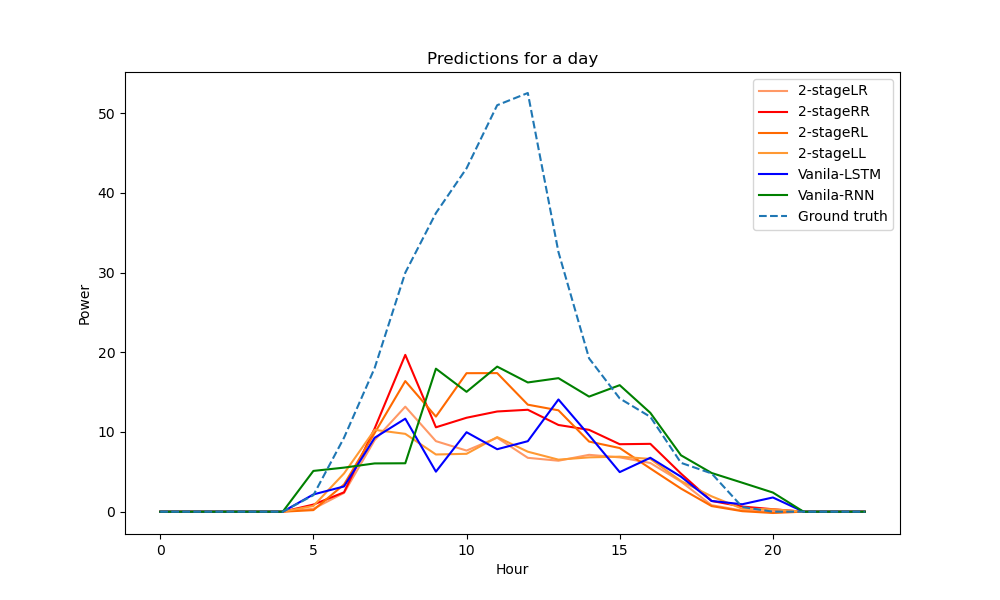 Predictions for a day
2-stageLR
2-stageRR
2-stageRL
2-stageLL
Vanila-LSTM
Vanila-RNN
Ground truth
Power
50
40
30
20
10
0
0 5 10 15 20
Hour